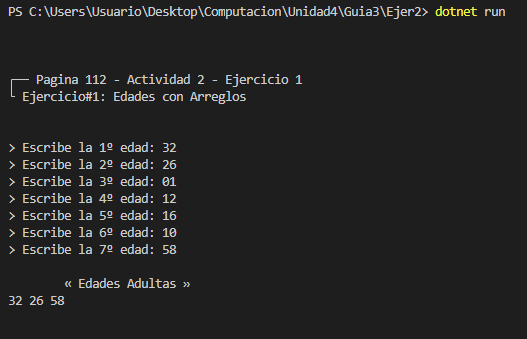 PS C:\Users\Usuario\Desktop\Computacion\Unidad4\Guia3\Ejer2> dotnet run
Pagina 112 - Actividad 2 - Ejercicio 1
Ejercicio#1: Edades con Arreglos
> Escribe la 1º edad: 32
> Escribe la 2º edad: 26
> Escribe la 3º edad: 01
> Escribe la 4º edad: 12
> Escribe la 5º edad: 16
> Escribe la 6º edad: 10
> Escribe la 7º edad: 58
« Edades Adultas »
32 26 58